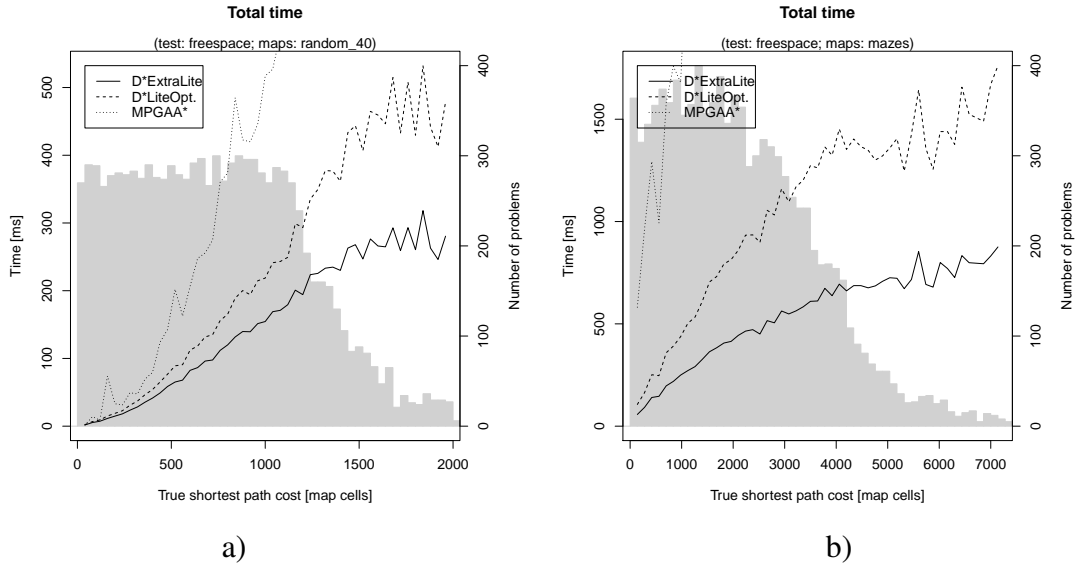 Total time
(test: freespace; maps: random_40)
D*ExtraLite
D*LiteOpt.
MPGAA*
Time [ms]
0
100
200
300
400
500
Number of problems
0
100
200
300
400
0
500
1000
1500
2000
True shortest path cost [map cells]
a)
Total time
(test: freespace; maps: mazes)
D*ExtraLite
D*LiteOpt.
MPGAA*
Time [ms]
0
500
1000
1500
Number of problems
0
100
200
300
400
0
1000
2000
3000
4000
5000
6000
7000
True shortest path cost [map cells]
b)